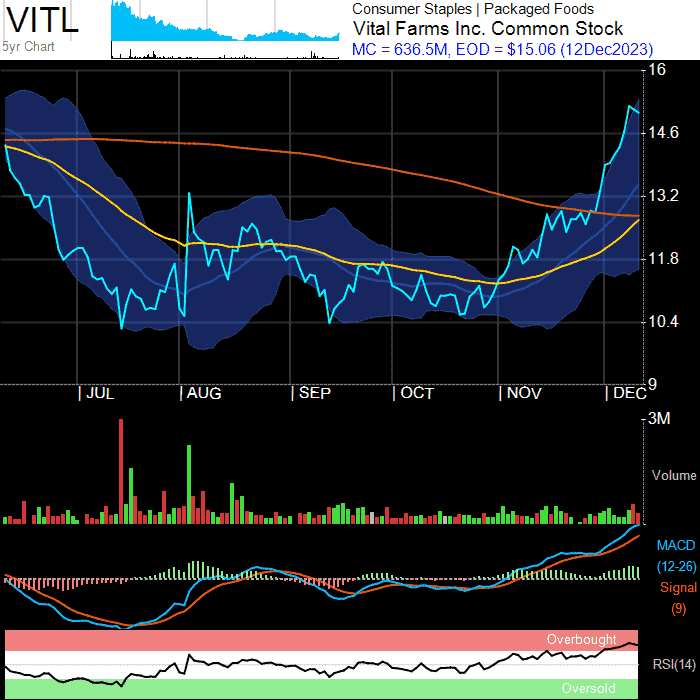 VITL
5yr Chart
Consumer Staples | Packaged Foods
Vital Farms Inc. Common Stock
MC = 636.5M, EOD = $15.06 (12Dec2023)
16
14.6
13.2
11.8
10.4
9
| JUL | AUG | SEP | OCT | NOV | DEC
3M
Volume
MACD
(12-26)
Signal
(9)
Overbought
RSI(14)
Oversold